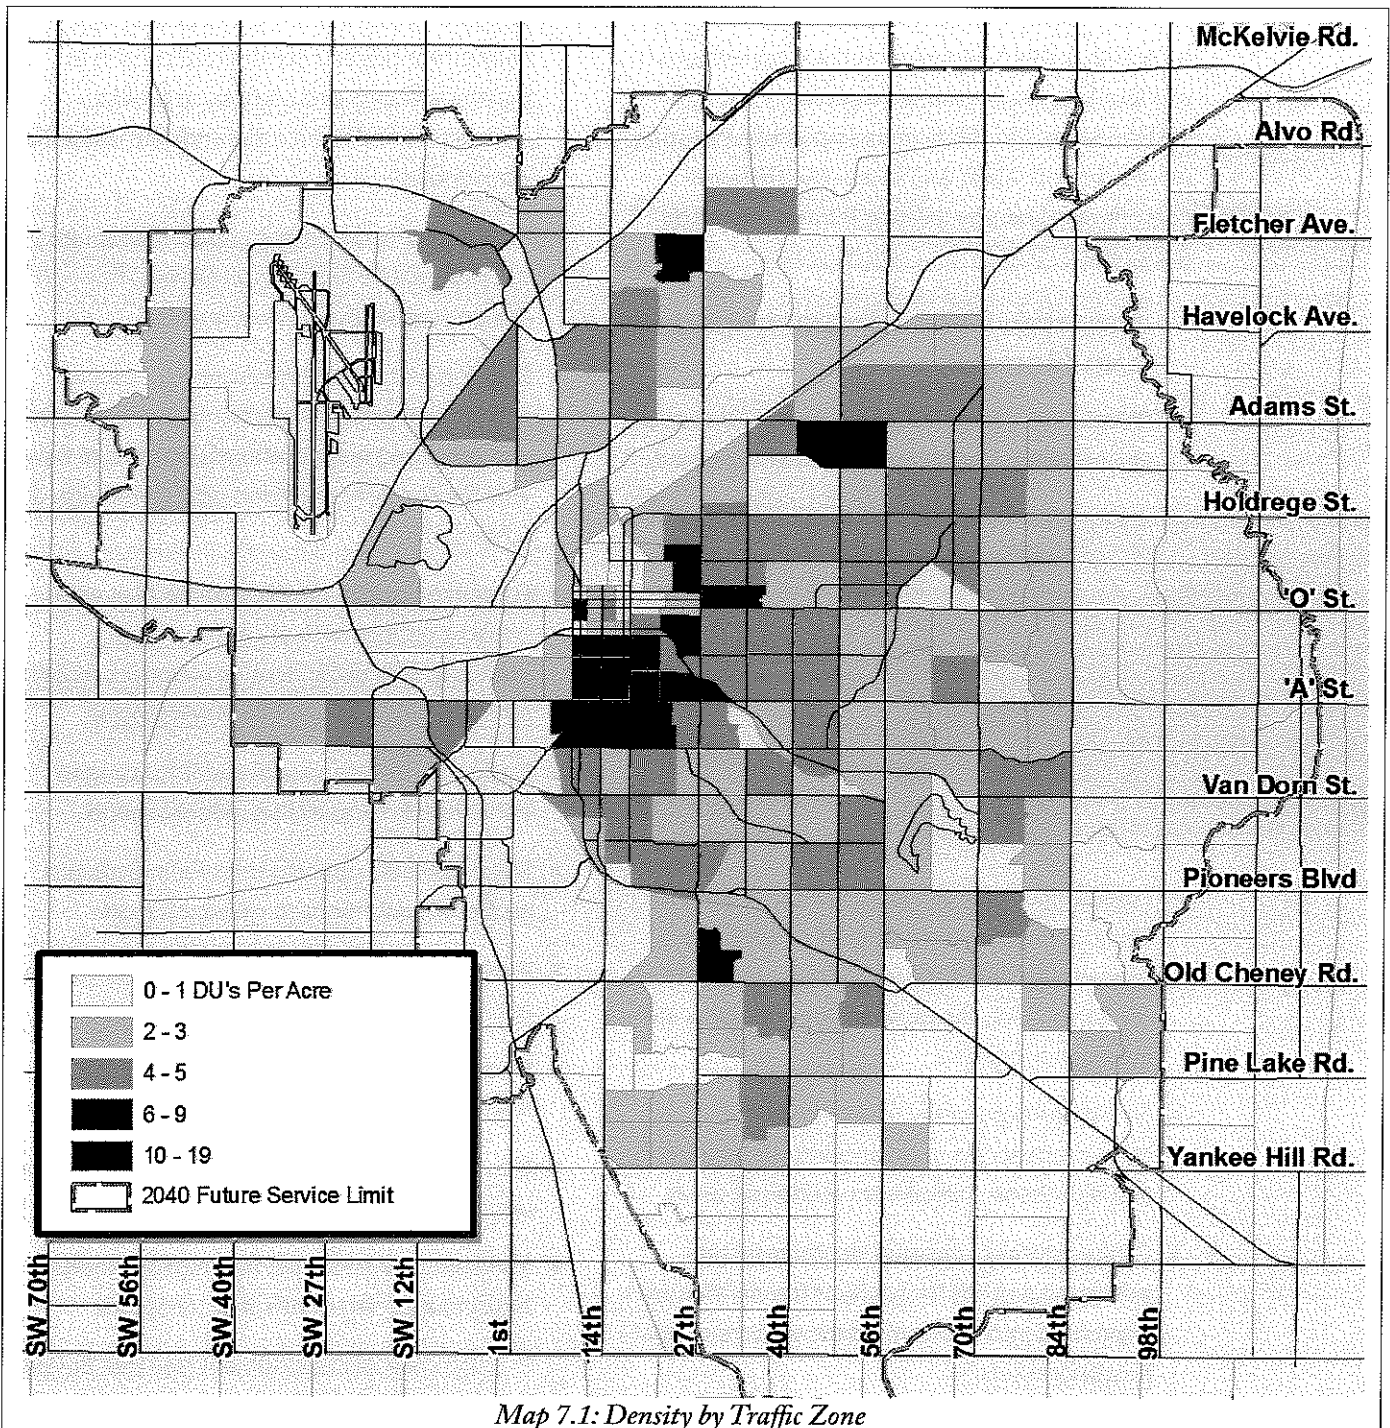 McKelvie Rd.
Alvo Rd.
Fletcher Ave.
Havelock Ave.
Adams St.
Holdrege St.
'O' St.
'A' St.
Van Dorn St.
Pioneers Blvd
Old Cheney Rd.
Pine Lake Rd.
Yankee Hill Rd.
0 - 1 DU's Per Acre
2 - 3
4 - 5
6 - 9
10 - 19
2040 Future Service Limit
SW 70th
SW 56th
SW 40th
SW 27th
SW 12th
1st
14th
27th
40th
56th
70th
84th
98th
Map 7.1: Density by Traffic Zone